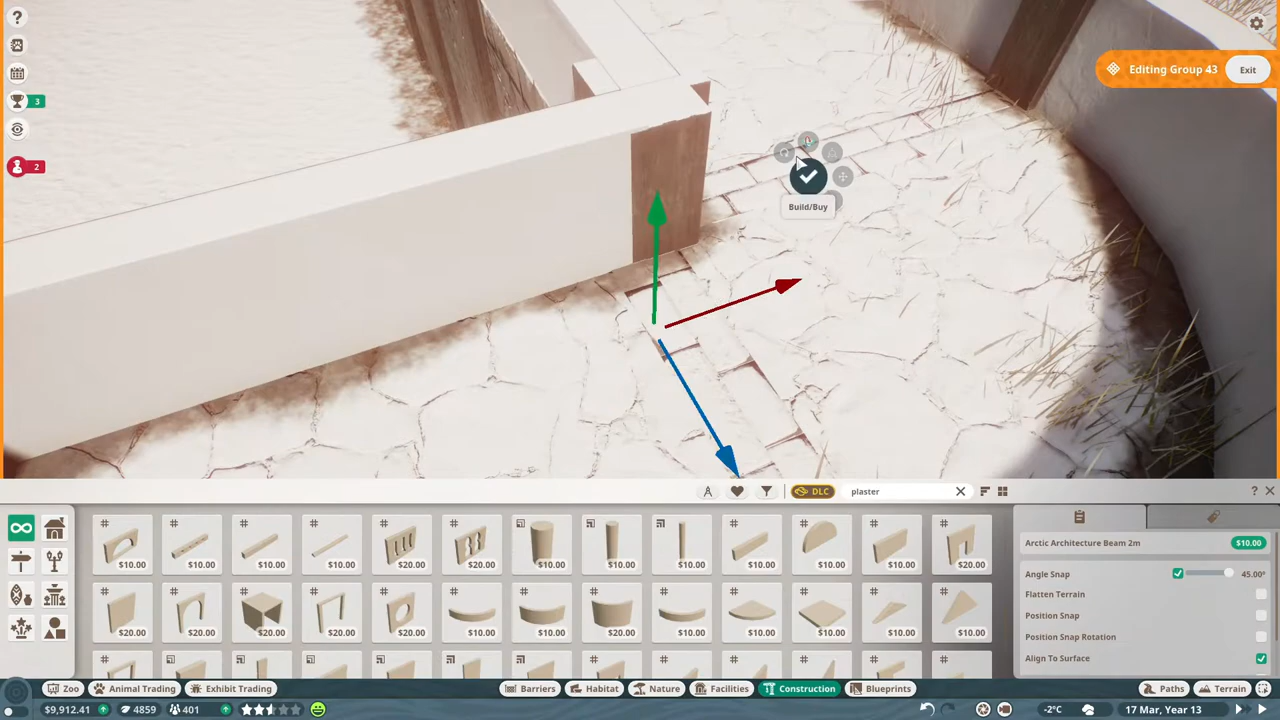 ?
3
2
Editing Group 43 Exit
Build/Buy
DLC plaster
? X
$10.00 $10.00 $10.00 $10.00 $20.00 $20.00 $10.00 $10.00 $10.00 $10.00 $10.00 $10.00 $20.00
$20.00 $20.00 $20.00 $20.00 $20.00 $10.00 $10.00 $20.00 $10.00 $10.00 $10.00 $10.00 $10.00
Arctic Architecture Beam 2m $10.00
Angle Snap 45.00°
Flatten Terrain
Position Snap
Position Snap Rotation
Align To Surface
Zoo Animal Trading Exhibit Trading Barriers Habitat Nature Facilities Construction Blueprints Paths Terrain
$9,912.41 4859 401 -2°C 17 Mar, Year 13